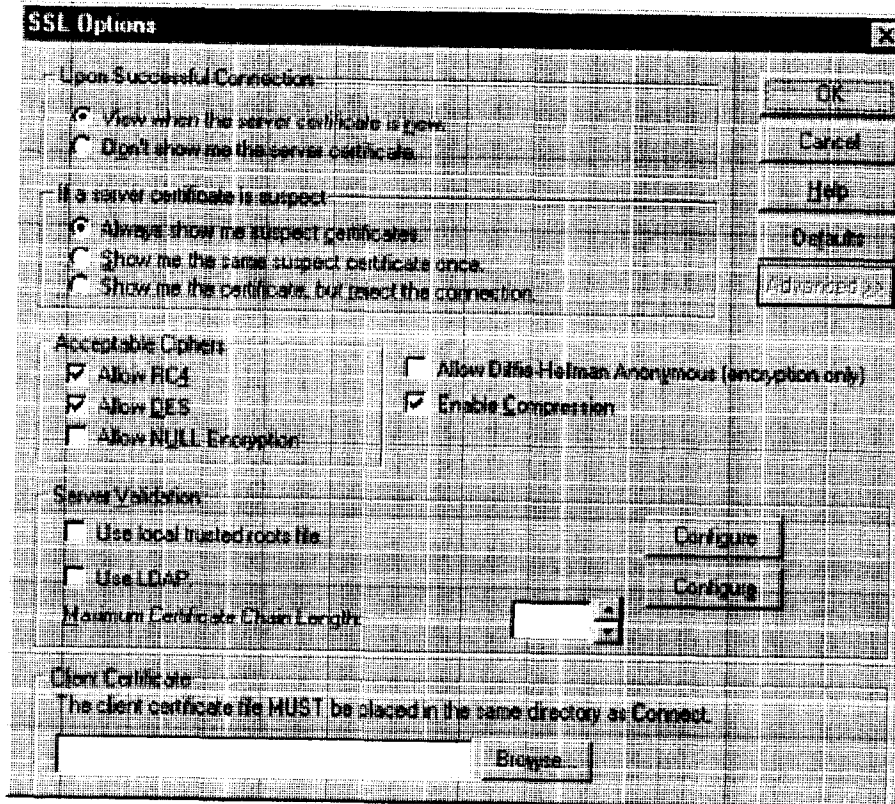 SSL Options
Upon Successful Connection
View when the server certificate is new.
Don't show me the server certificate.
If a server certificate is suspect
Always show me suspect certificates.
Show me the same suspect certificate once.
Show me the certificate, but reject the connection.
OK
Cancel
Help
Defaults
Advanced >>
Acceptable Ciphers
Allow RC4
Allow DES
Allow NULL Encryption
Allow Diffie-Hellman Anonymous (encryption only)
Enable Compression
Server Validation
Use local trusted roots file
Configure
Use LDAP.
Configure
Maximum Certificate Chain Length:
Client Certificate
The client certificate file MUST be placed in the same directory as Connect.
Browse...